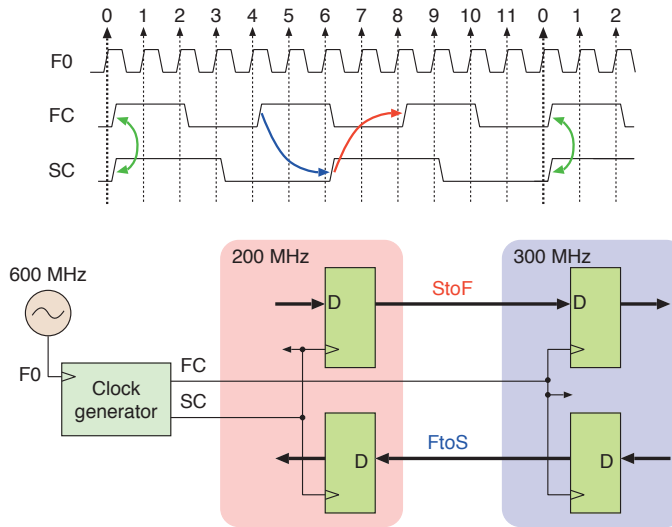 0 1 2 3 4 5 6 7 8 9 10 11 0 1 2
F0
FC
SC
200 MHz
300 MHz
600 MHz
D
StoF
D
F0
Clock
generator
FC
SC
D
FtoS
D